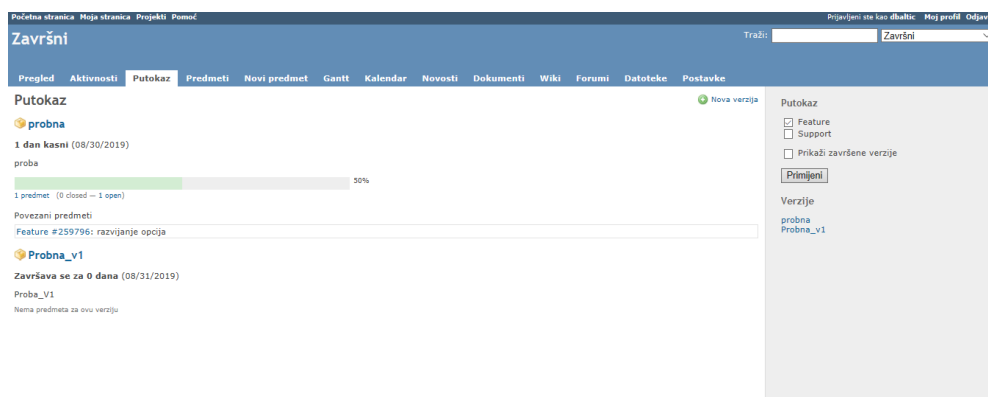 Početna stranica Moja stranica Projekti Pomoć
Prijavljeni ste kao dbaltic Moj profil Odjav
Završni
Traži:
Završni
Pregled Aktivnosti Putokaz Predmeti Novi predmet Gantt Kalendar Novosti Dokumenti Wiki Forumi Datoteke Postavke
Putokaz
Nova verzija
probna
1 dan kasni (08/30/2019)
proba
50%
1 predmet (0 closed — 1 open)
Povezani predmeti
Feature #259796: razvijanje opcija
Probna_v1
Završava se za 0 dana (08/31/2019)
Proba_V1
Nema predmeta za ovu verziju
Putokaz
Feature
Support
Prikaži završene verzije
Primijeni
Verzije
probna
Probna_v1